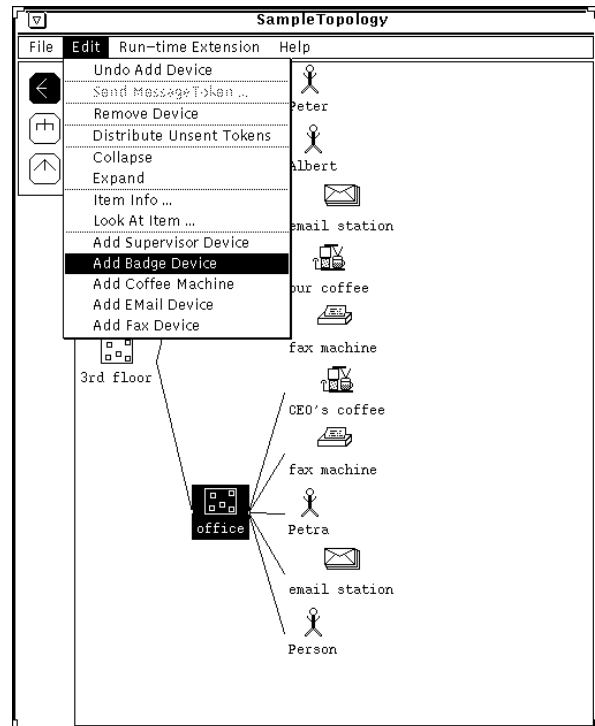 SampleTopology
File Edit Run-time Extension Help
Undo Add Device
Send MessageToken ...
Remove Device
Distribute Unsent Tokens
Collapse
Expand
Item Info ...
Look At Item ...
Add Supervisor Device
Add Badge Device
Add Coffee Machine
Add EMail Device
Add Fax Device
Peter
Albert
email station
our coffee
fax machine
3rd floor
CEO's coffee
fax machine
office
Petra
email station
Person